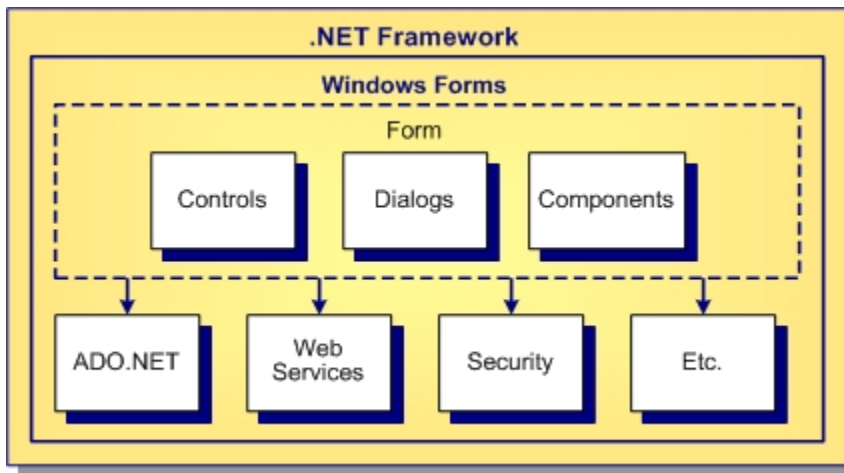 .NET Framework
Windows Forms
Form
Controls
Dialogs
Components
ADO.NET
Web
Services
Security
Etc.